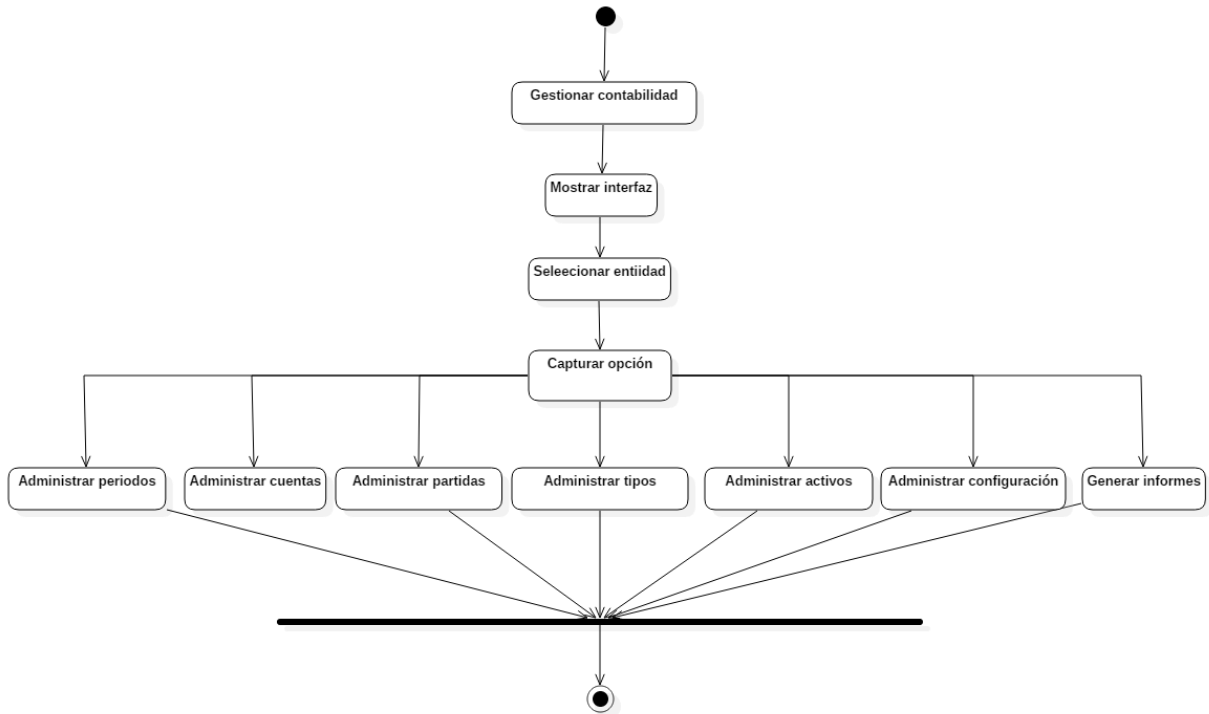 Gestionar contabilidad
Mostrar interfaz
Seleecionar entiidad
Capturar opción
Administrar periodos
Administrar cuentas
Administrar partidas
Administrar tipos
Administrar activos
Administrar configuración
Generar informes